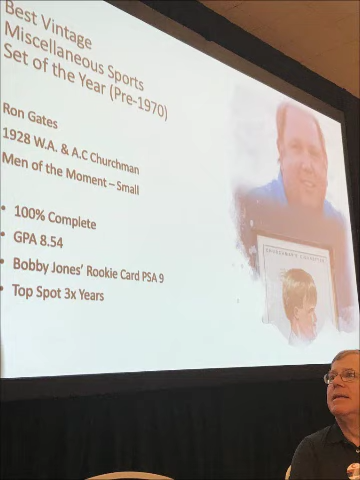 Best Vintage
Miscellaneous Sports
Set of the Year (Pre-1970)
Ron Gates
1928 W.A. & A.C Churchman
Men of the Moment – Small
• 100% Complete
• GPA 8.54
• Bobby Jones' Rookie Card PSA 9
• Top Spot 3x Years